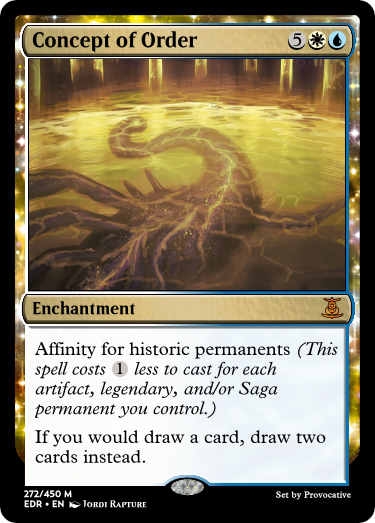 Concept of Order 5
Enchantment
Affinity for historic permanents (This
spell costs 1 less to cast for each
artifact, legendary, and/or Saga
permanent you control.)
If you would draw a card, draw two
cards instead.
272/450 M
EDR • EN Jordi Rapture
Set by Provocative